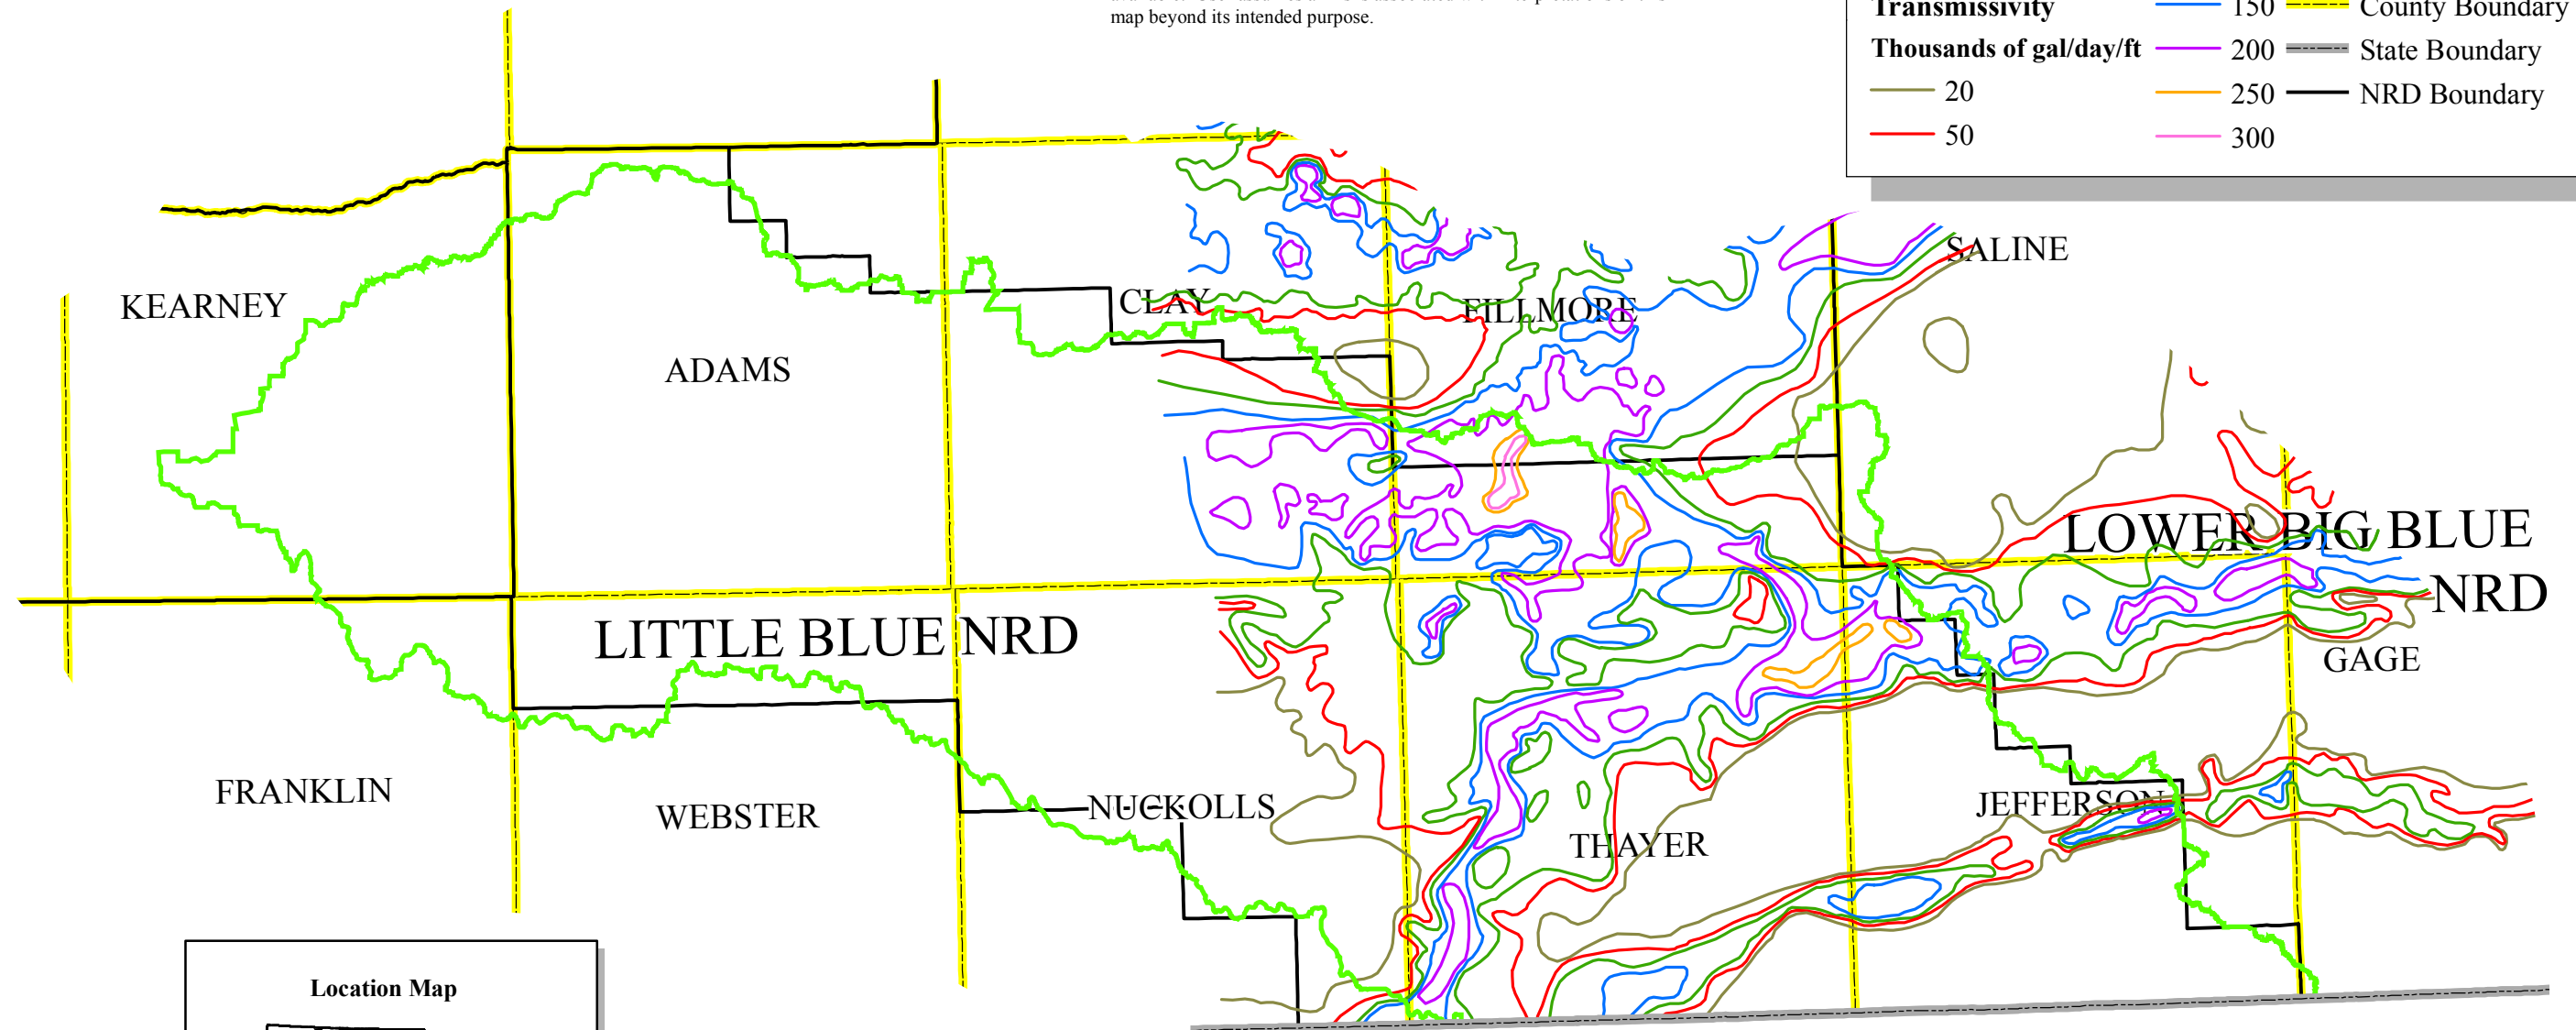 map beyond its intended purpose.
Transmissivity
Thousands of gal/day/ft
20
50
150
200
250
300
County Boundary
State Boundary
NRD Boundary
KEARNEY
ADAMS
CLAY
FILLMORE
SALINE
LITTLE BLUE NRD
LOWER BIG BLUE
NRD
GAGE
FRANKLIN
WEBSTER
NUCKOLLS
THAYER
JEFFERSON
Location Map